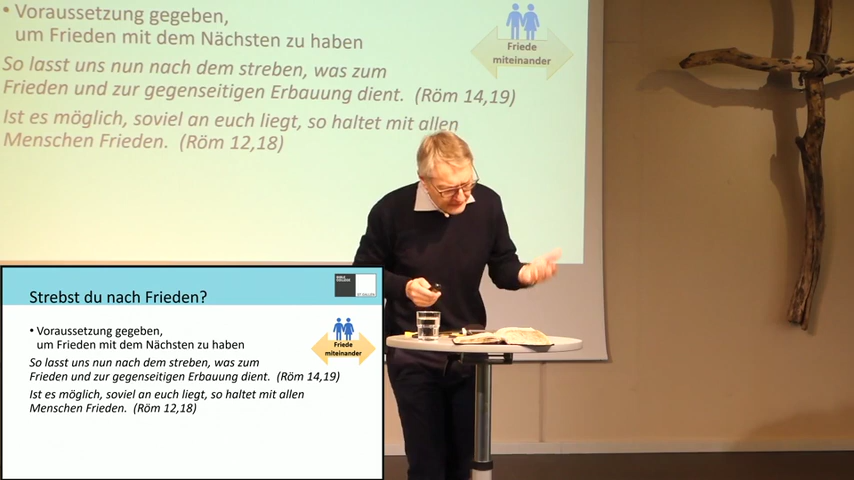 • Voraussetzung gegeben,
um Frieden mit dem Nächsten zu haben
Friede
miteinander
So lasst uns nun nach dem streben, was zum
Frieden und zur gegenseitigen Erbauung dient. (Röm 14,19)
Ist es möglich, soviel an euch liegt, so haltet mit allen
Menschen Frieden. (Röm 12,18)
Strebst du nach Frieden?
BIBLE
COLLEGE
• Voraussetzung gegeben,
um Frieden mit dem Nächsten zu haben
Friede
miteinander
So lasst uns nun nach dem streben, was zum
Frieden und zur gegenseitigen Erbauung dient. (Röm 14,19)
Ist es möglich, soviel an euch liegt, so haltet mit allen
Menschen Frieden. (Röm 12,18)